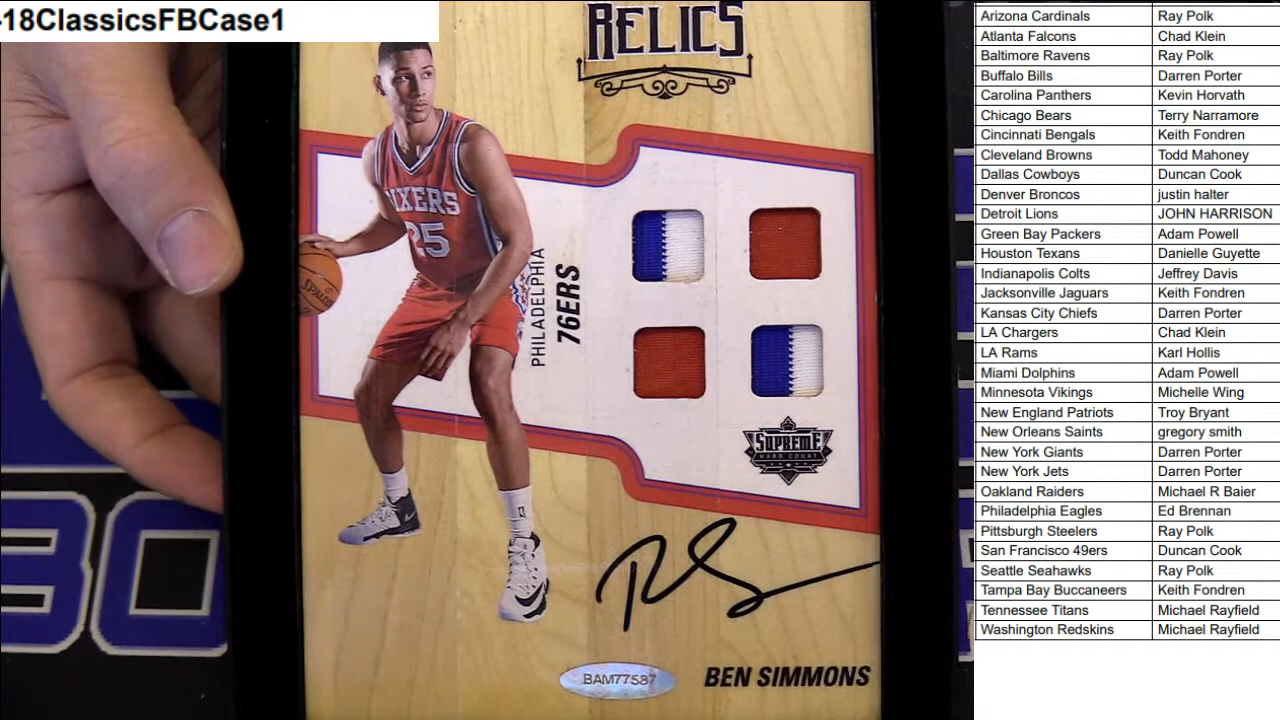 -18ClassicsFBCase1
RELICS
SIXERS
25
SPALDING
PHILADELPHIA
76ERS
SUPREME
HARD COURT
BAM77587
BEN SIMMONS
Arizona Cardinals Ray Polk
Atlanta Falcons Chad Klein
Baltimore Ravens Ray Polk
Buffalo Bills Darren Porter
Carolina Panthers Kevin Horvath
Chicago Bears Terry Narramore
Cincinnati Bengals Keith Fondren
Cleveland Browns Todd Mahoney
Dallas Cowboys Duncan Cook
Denver Broncos justin halter
Detroit Lions JOHN HARRISON
Green Bay Packers Adam Powell
Houston Texans Danielle Guyette
Indianapolis Colts Jeffrey Davis
Jacksonville Jaguars Keith Fondren
Kansas City Chiefs Darren Porter
LA Chargers Chad Klein
LA Rams Karl Hollis
Miami Dolphins Adam Powell
Minnesota Vikings Michelle Wing
New England Patriots Troy Bryant
New Orleans Saints gregory smith
New York Giants Darren Porter
New York Jets Darren Porter
Oakland Raiders Michael R Baier
Philadelphia Eagles Ed Brennan
Pittsburgh Steelers Ray Polk
San Francisco 49ers Duncan Cook
Seattle Seahawks Ray Polk
Tampa Bay Buccaneers Keith Fondren
Tennessee Titans Michael Rayfield
Washington Redskins Michael Rayfield